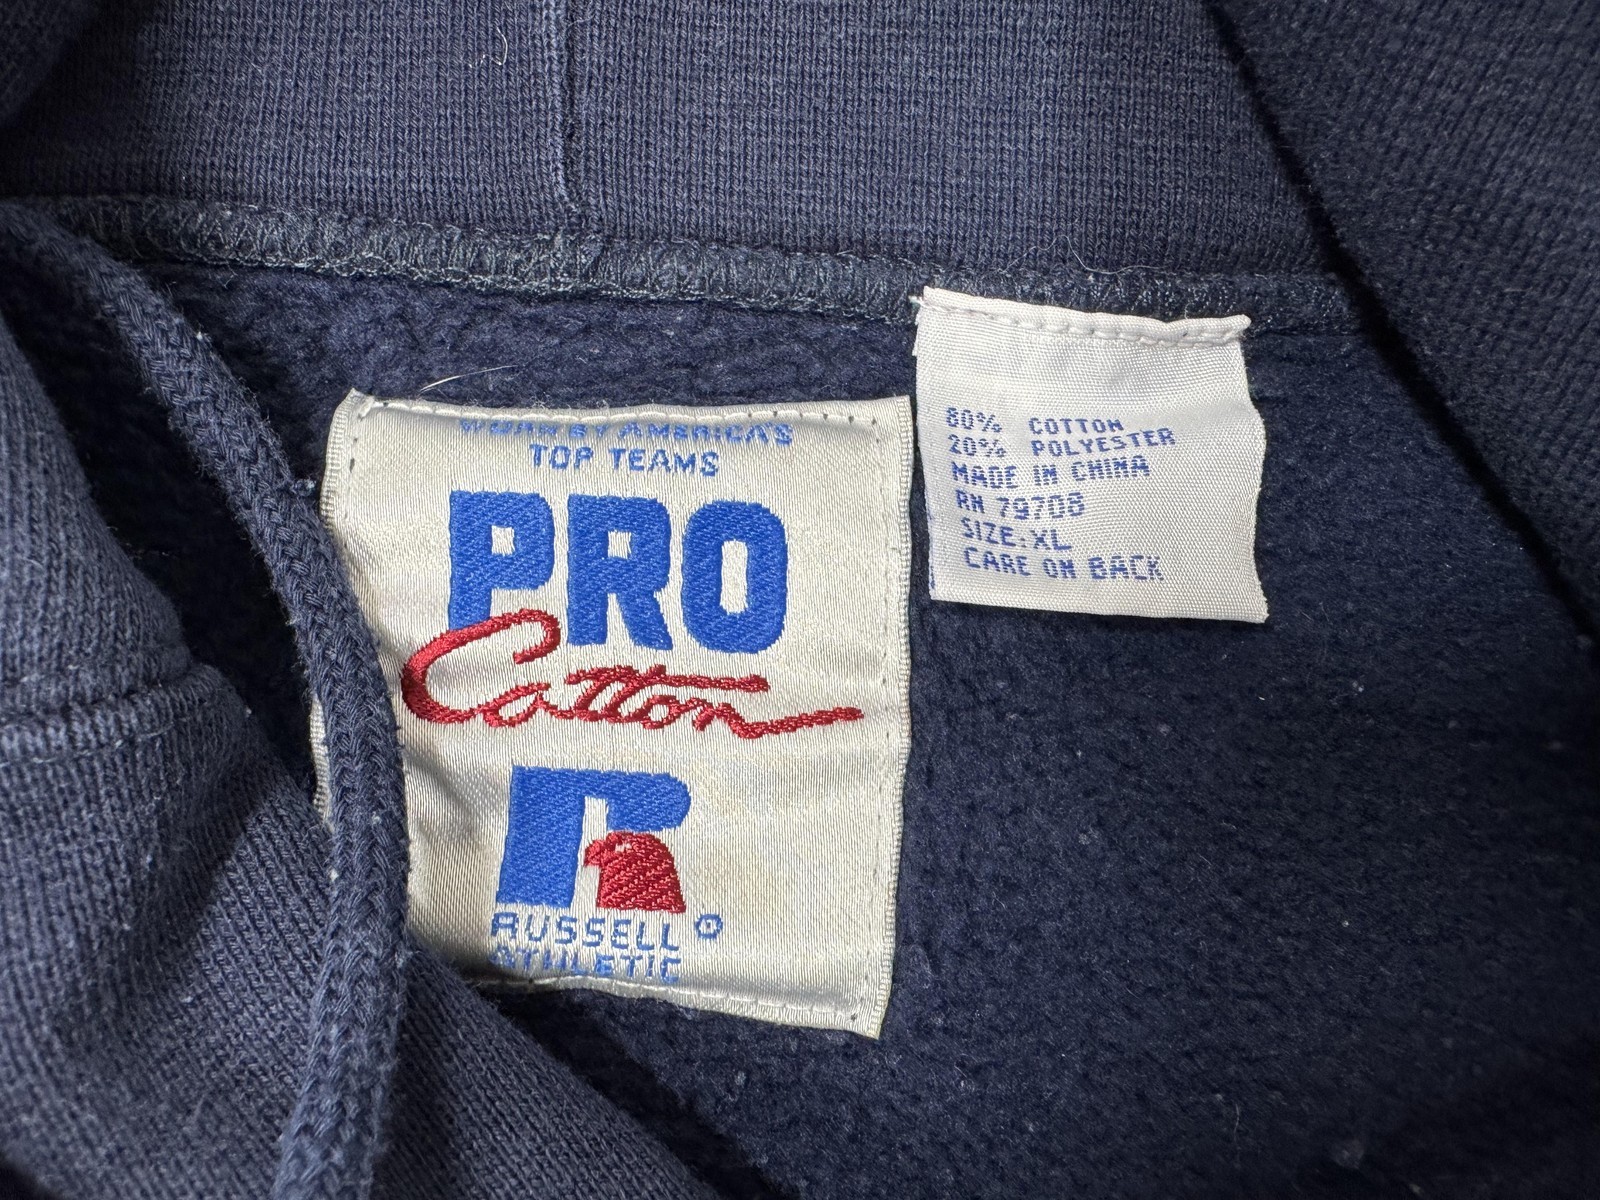 WORN BY AMERICA'S
TOP TEAMS
PRO
Cotton
R
RUSSELL ®
ATHLETIC
80% COTTON
20% POLYESTER
MADE IN CHINA
RN 79708
SIZE:XL
CARE ON BACK